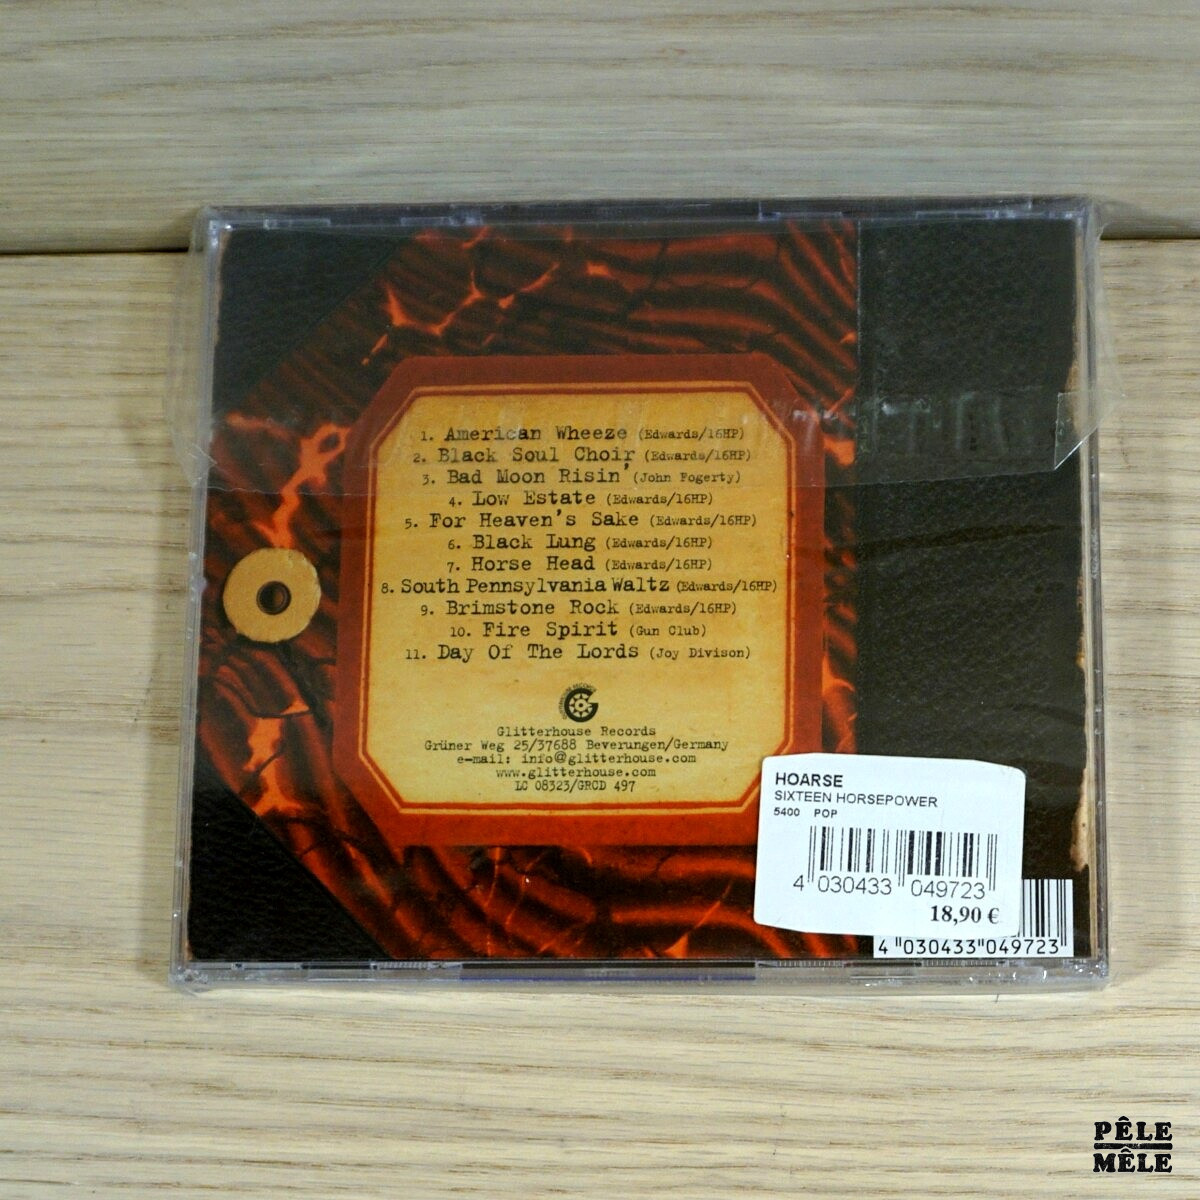 1. American Wheeze (Edwards/16HP)
2. Black Soul Choir (Edwards/16HP)
3. Bad Moon Risin' (John Fogerty)
4. Low Estate (Edwards/16HP)
5. For Heaven's Sake (Edwards/16HP)
6. Black Lung (Edwards/16HP)
7. Horse Head (Edwards/16HP)
8. South Pennsylvania Waltz (Edwards/16HP)
9. Brimstone Rock (Edwards/16HP)
10. Fire Spirit (Gun Club)
11. Day Of The Lords (Joy Divison)
GLITTERHOUSE RECORDS
Glitterhouse Records
Grüner Weg 25/37688 Beverungen/Germany
e-mail: info@glitterhouse.com
www.glitterhouse.com
LC 08323/GRCD 497
HOARSE
SIXTEEN HORSEPOWER
5400 POP
4 030433 049723
18,90 €
4 "030433"049723"
PÊLE
MÊLE